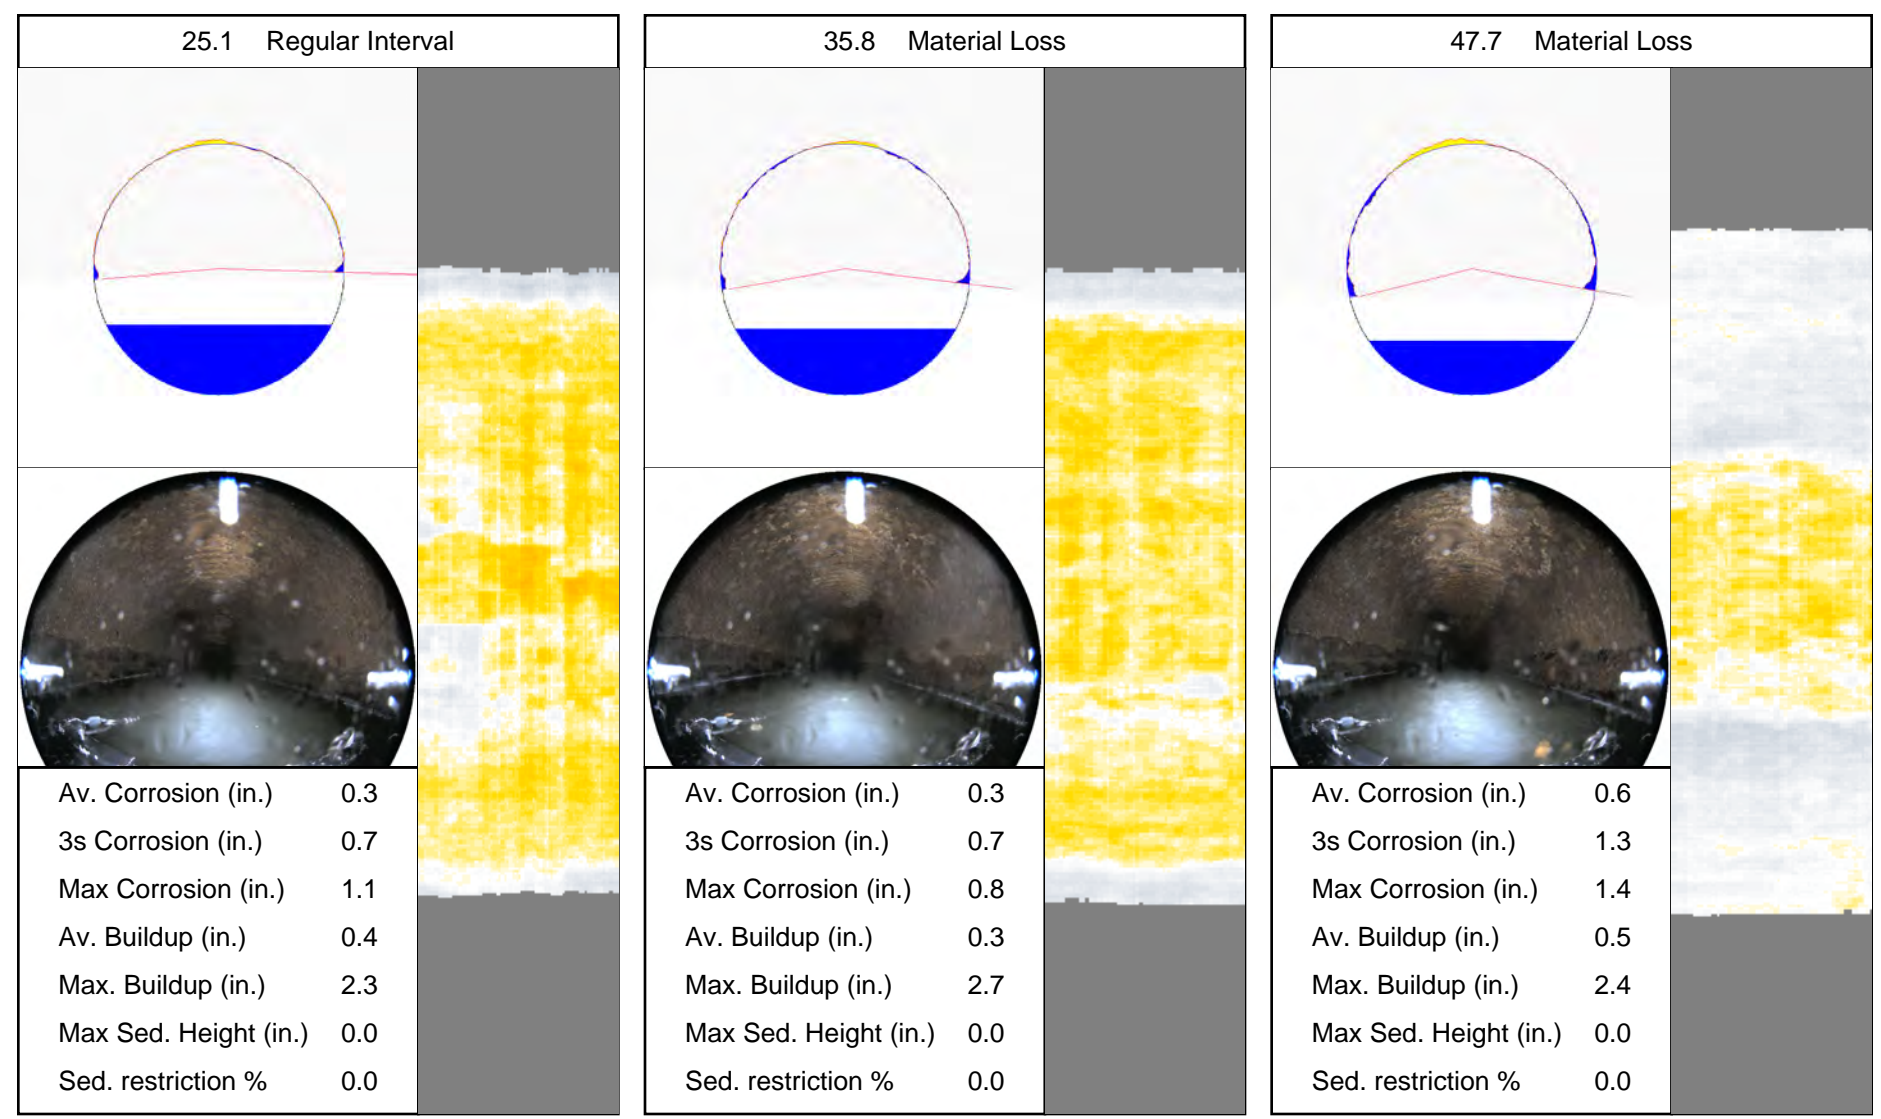 25.1 Regular Interval
Av. Corrosion (in.) 0.3
3s Corrosion (in.) 0.7
Max Corrosion (in.) 1.1
Av. Buildup (in.) 0.4
Max. Buildup (in.) 2.3
Max Sed. Height (in.) 0.0
Sed. restriction % 0.0
35.8 Material Loss
Av. Corrosion (in.) 0.3
3s Corrosion (in.) 0.7
Max Corrosion (in.) 0.8
Av. Buildup (in.) 0.3
Max. Buildup (in.) 2.7
Max Sed. Height (in.) 0.0
Sed. restriction % 0.0
47.7 Material Loss
Av. Corrosion (in.) 0.6
3s Corrosion (in.) 1.3
Max Corrosion (in.) 1.4
Av. Buildup (in.) 0.5
Max. Buildup (in.) 2.4
Max Sed. Height (in.) 0.0
Sed. restriction % 0.0